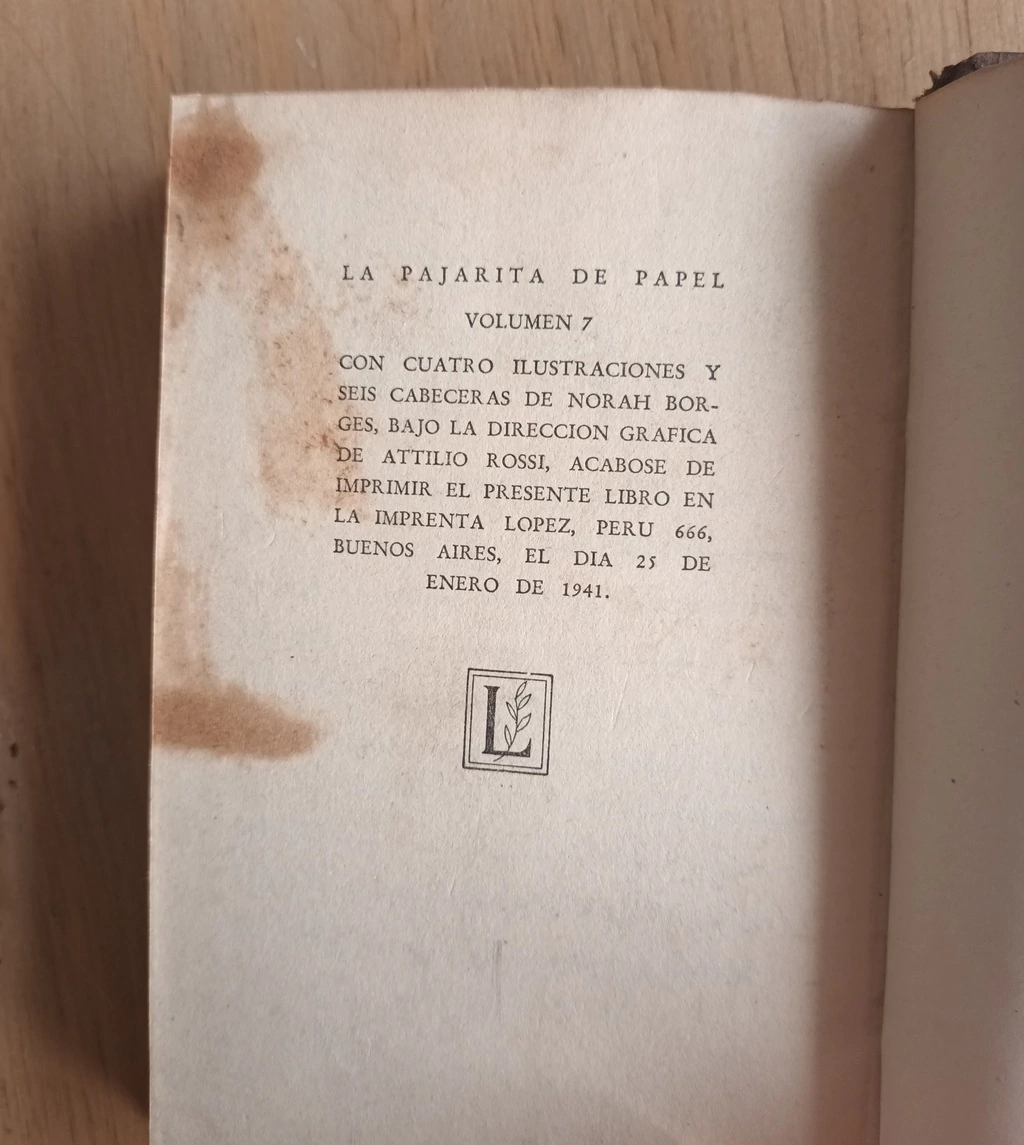 LA PAJARITA DE PAPEL
VOLUMEN 7
CON CUATRO ILUSTRACIONES Y
SEIS CABECERAS DE NORAH BOR-
GES, BAJO LA DIRECCION GRAFICA
DE ATTILIO ROSSI, ACABOSE DE
IMPRIMIR EL PRESENTE LIBRO EN
LA IMPRENTA LOPEZ, PERU 666,
BUENOS AIRES, EL DIA 25 DE
ENERO DE 1941.
L